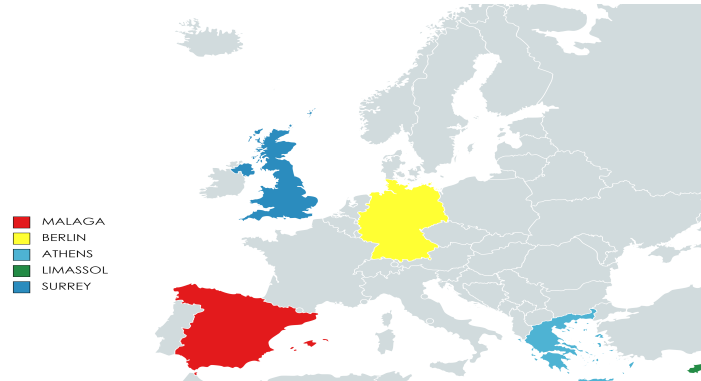 MALAGA
BERLIN
ATHENS
LIMASSOL
SURREY